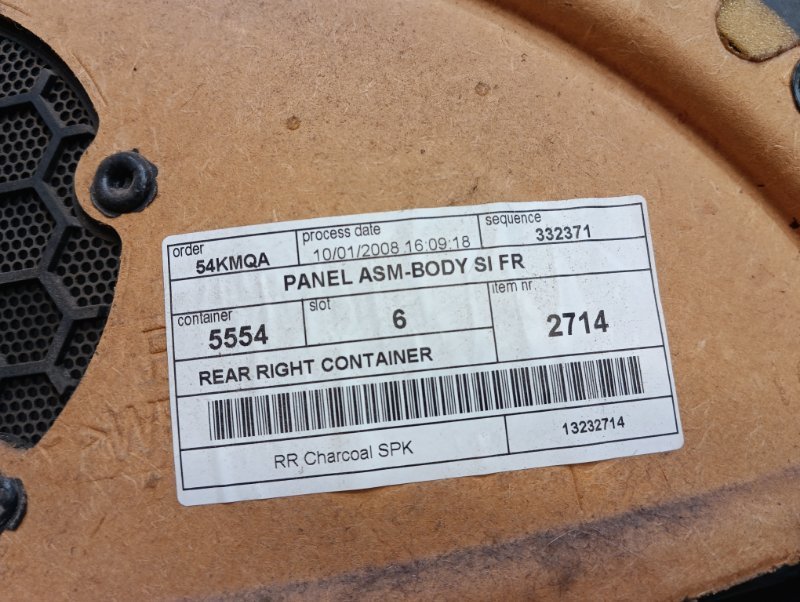 order
54KMQA
process date
10/01/2008 16:09:18
sequence
332371
PANEL ASM-BODY SI FR
container
5554
slot
6
item nr.
2714
REAR RIGHT CONTAINER
RR Charcoal SPK
13232714